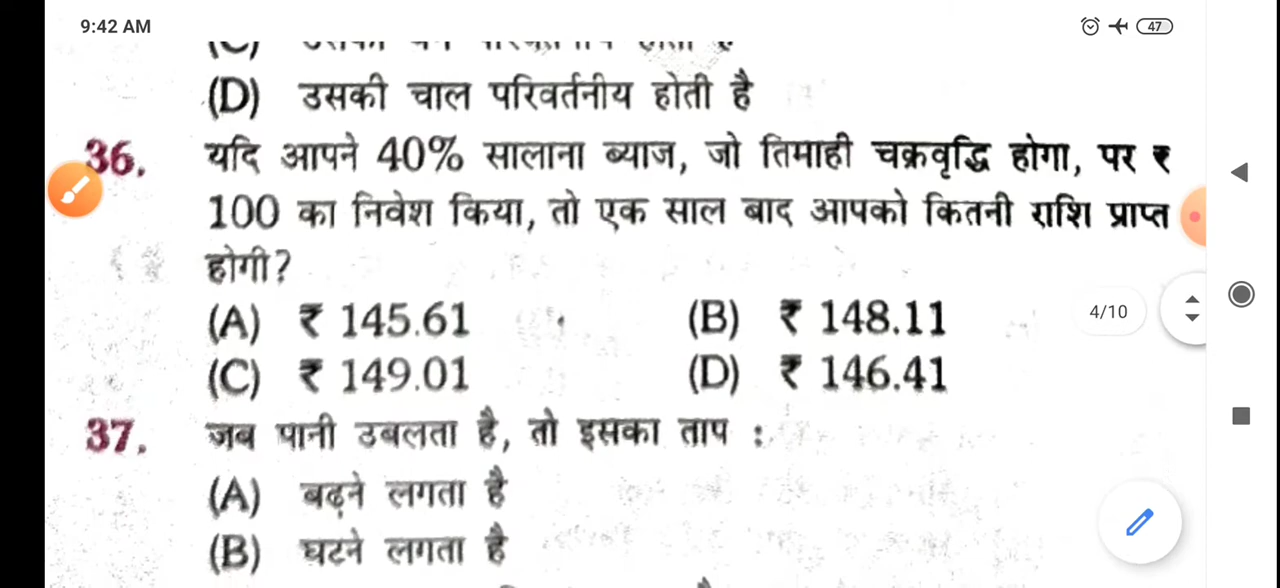 9:42 AM
47
(D) उसकी चाल परिवर्तनीय होती है
36. यदि आपने 40% सालाना ब्याज, जो तिमाही चक्रवृद्धि होगा, पर ₹
100 का निवेश किया, तो एक साल बाद आपको कितनी राशि प्राप्त
होगी?
(A) ₹ 145.61 (B) ₹ 148.11
4/10
(C) ₹ 149.01 (D) ₹ 146.41
37. जब पानी उबलता है, तो इसका ताप :
(A) बढ़ने लगता है
(B) घटने लगता है